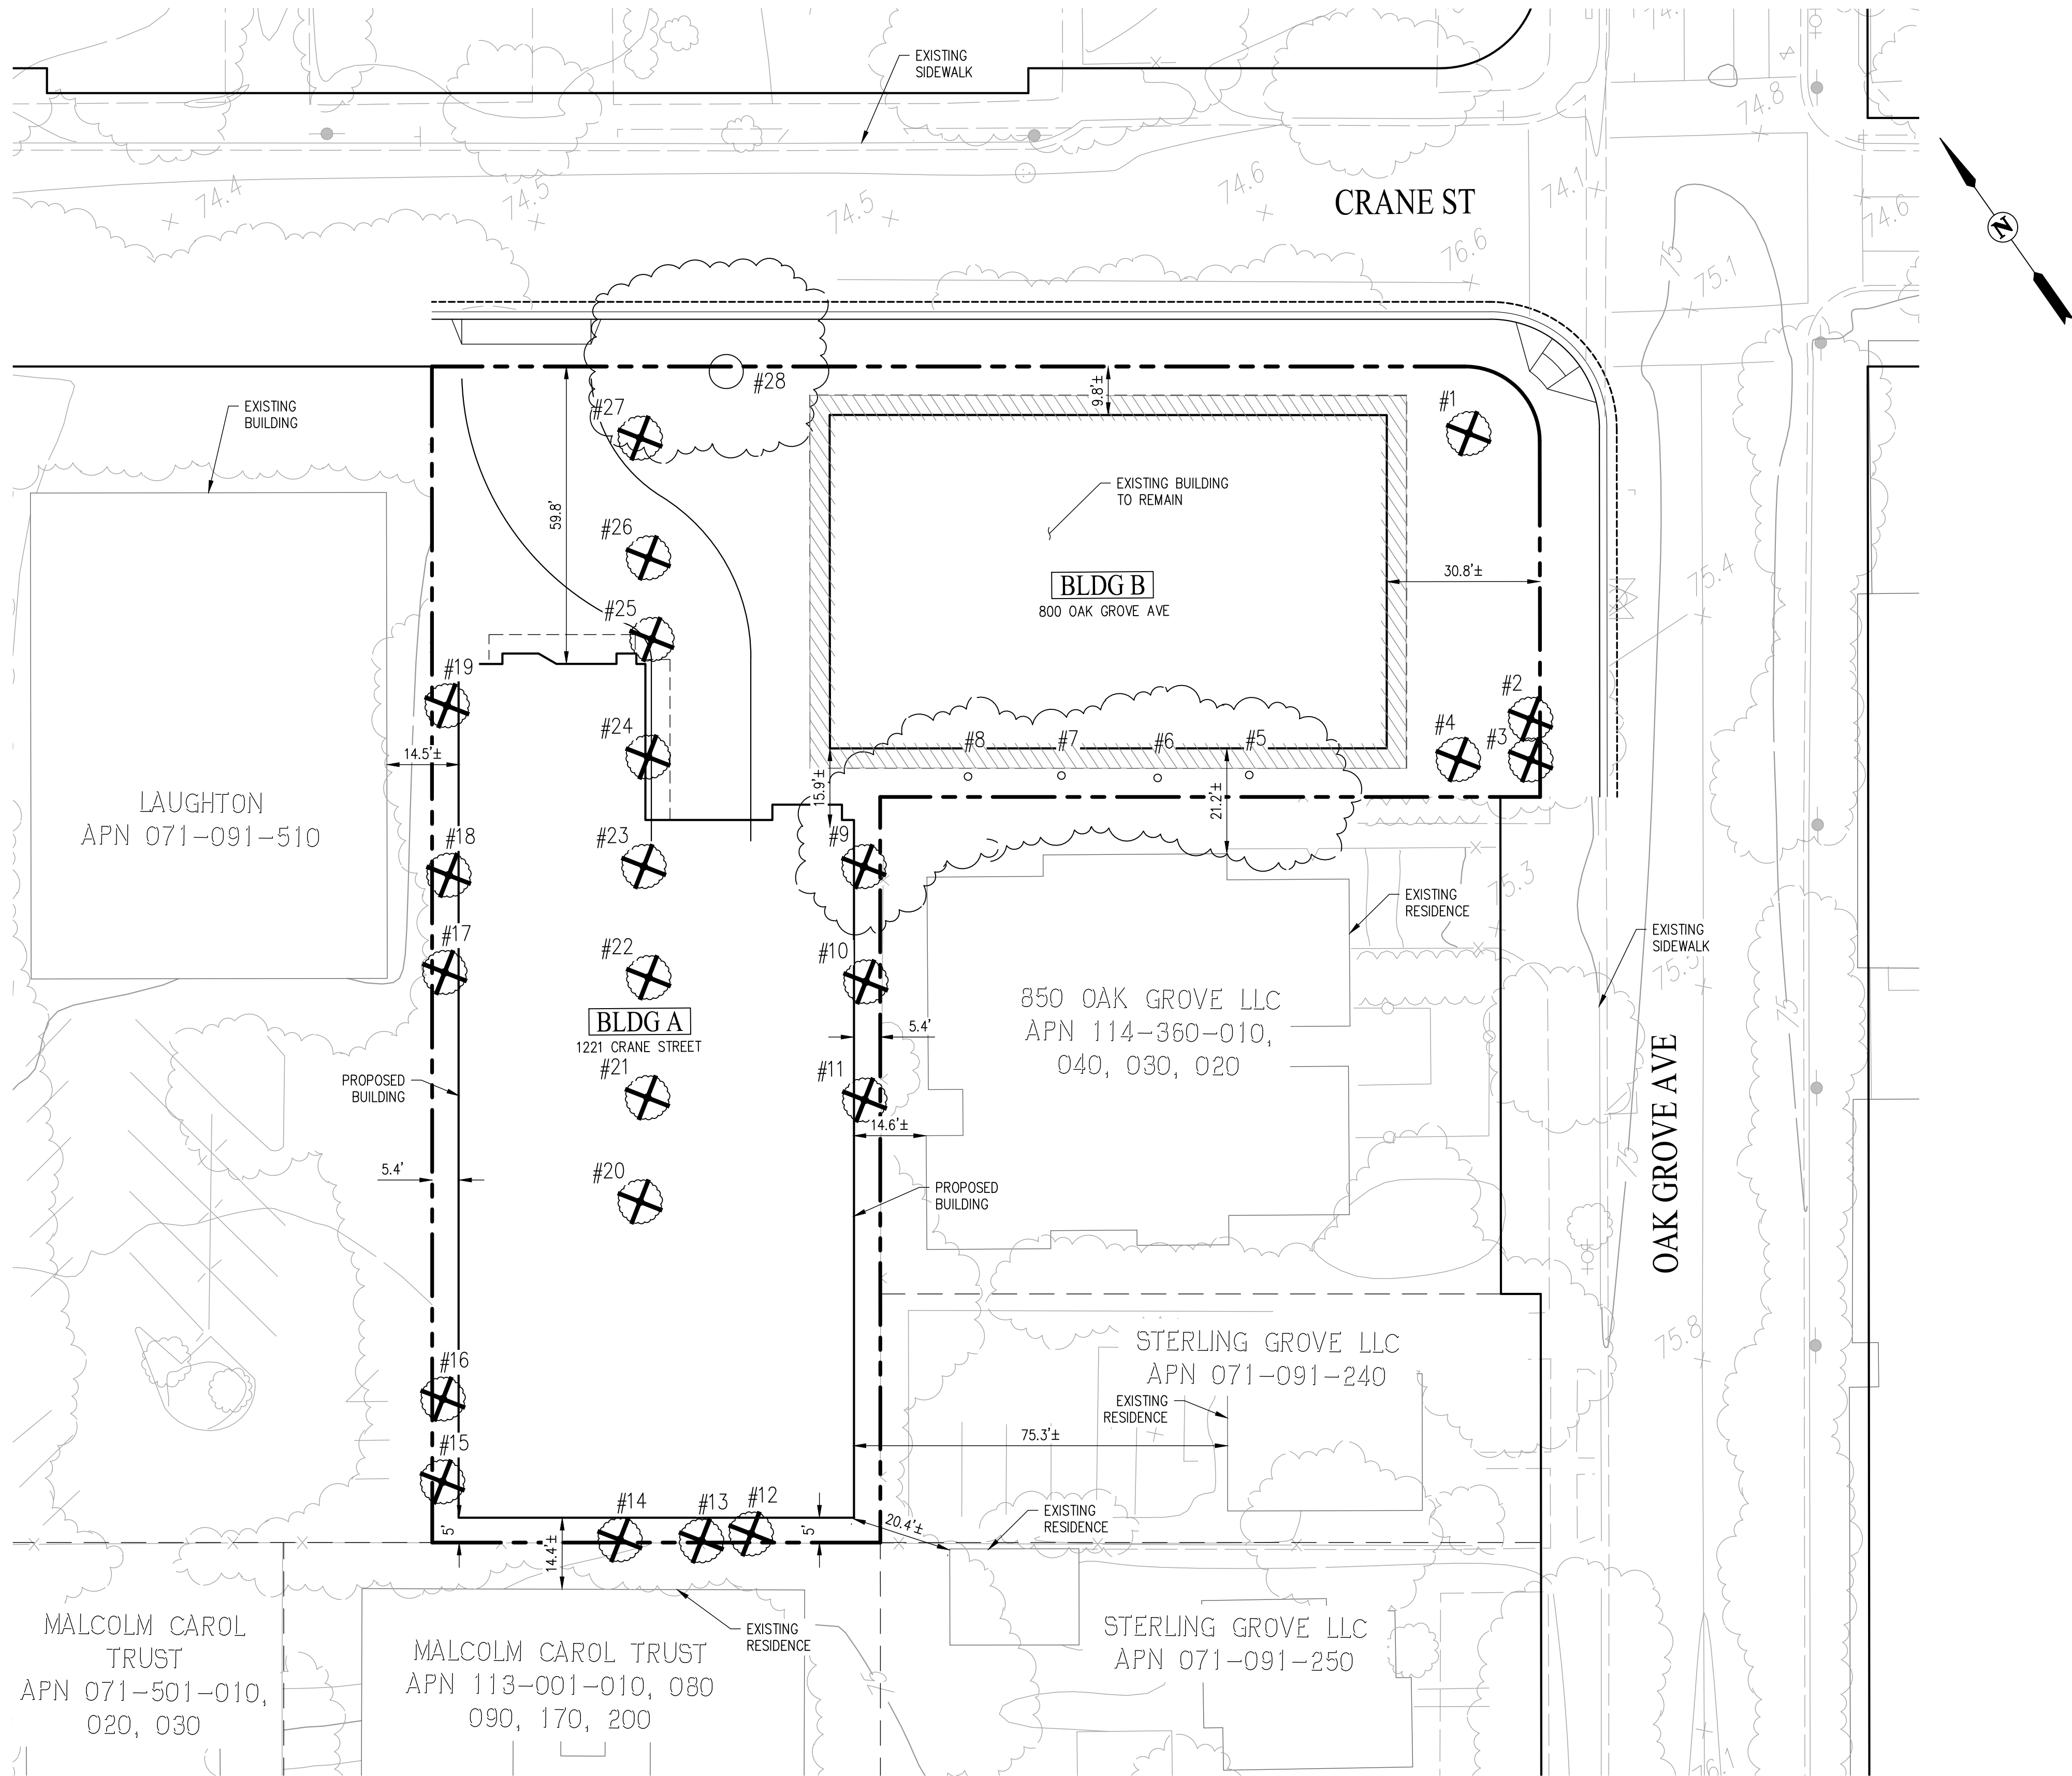 EXISTING
SIDEWALK
74.8
74.4
74.5
74.5
74.6
CRANE ST
74.1
74.6
N
76.6
75
75.1
#28
EXISTING
BUILDING
#27
9.8'±
#1
59.8'
EXISTING BUILDING
TO REMAIN
#26
BLDG B
800 OAK GROVE AVE
30.8'±
75.4
#25
#19
#2
#24
#8
#7
#6
#5
#4
#3
14.5'±
15.9'±
21.2'±
LAUGHTON
APN 071-091-510
#18
#23
#9
EXISTING
RESIDENCE
75.3
EXISTING
SIDEWALK
#17
#22
#10
75.3
850 OAK GROVE LLC
APN 114-360-010,
040, 030, 020
75
BLDG A
1221 CRANE STREET
5.4'
PROPOSED
BUILDING
#21
#11
OAK GROVE AVE
14.6'±
75
5.4'
#20
PROPOSED
BUILDING
STERLING GROVE LLC
APN 071-091-240
75.8
#16
EXISTING
RESIDENCE
75.3'±
#15
#14
#13
#12
EXISTING
RESIDENCE
5'
5'
20.4'±
14.4'±
MALCOLM CAROL
TRUST
APN 071-501-010,
020, 030
EXISTING
RESIDENCE
MALCOLM CAROL TRUST
APN 113-001-010, 080
090, 170, 200
STERLING GROVE LLC
APN 071-091-250
76.1